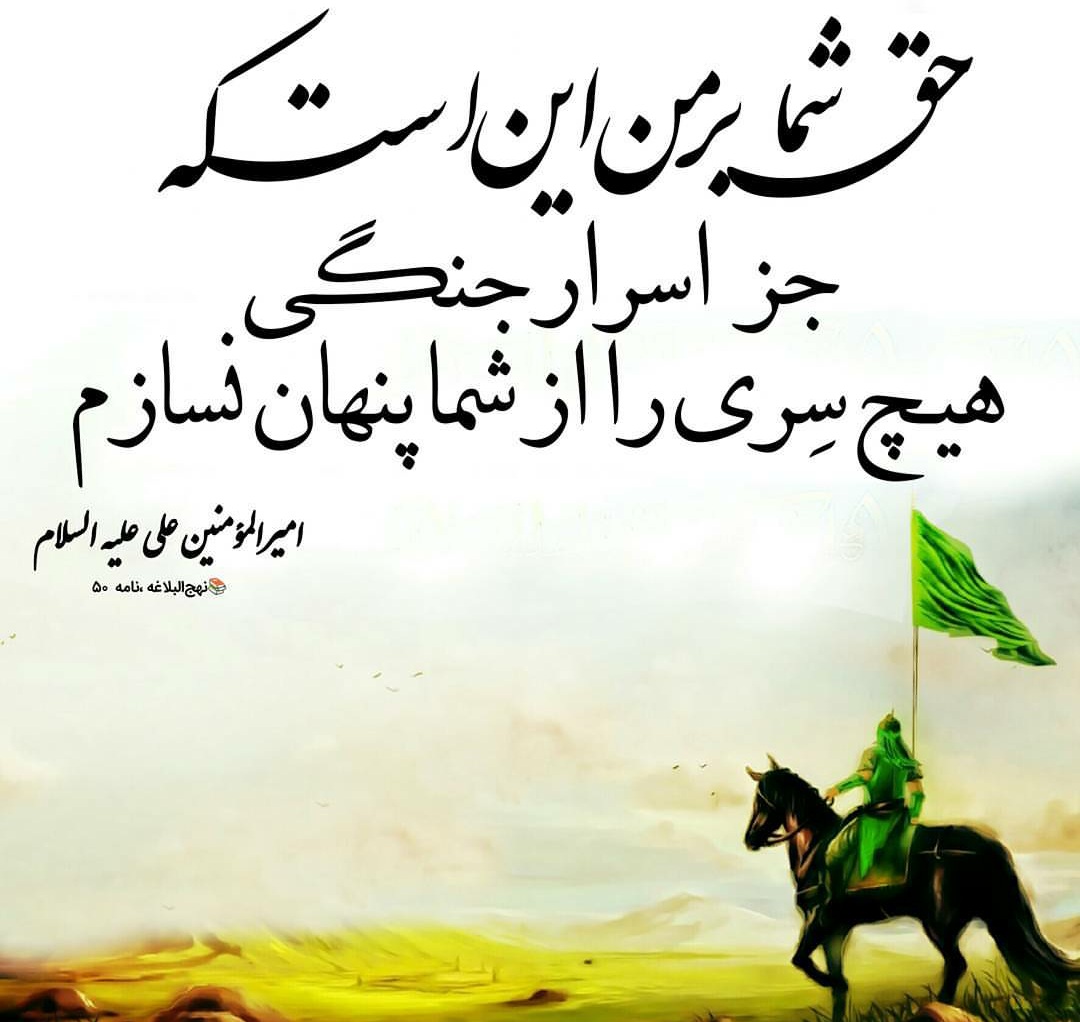 حق شما بر من این است که
جز اسرار جنگی
هیچ سِری را از شما پنهان نسازم
امیرالمؤمنین علی علیه السلام
📚نهج‌البلاغه ،نامه ۵۰